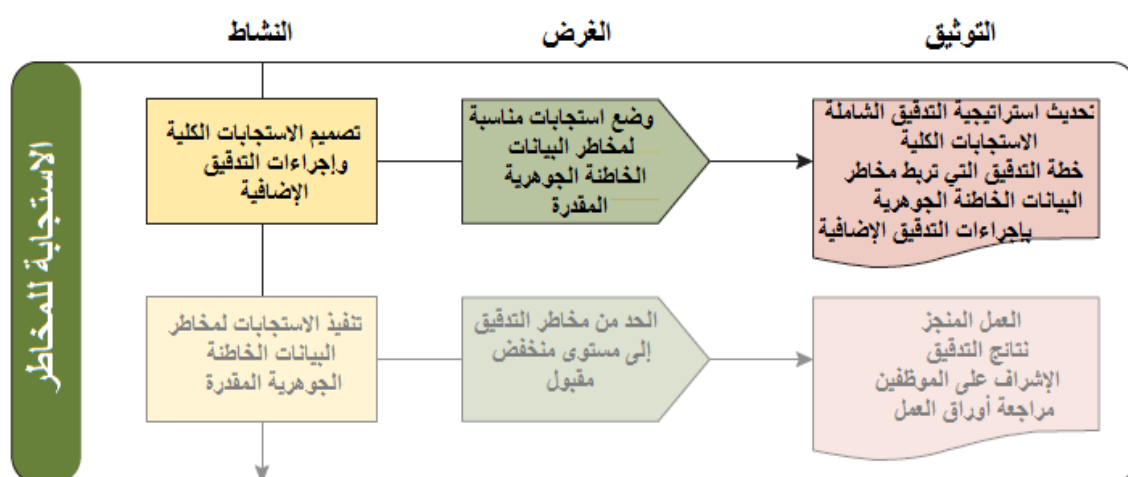 النشاط
الغرض
التوثيق
الاستجابة للمخاطر
تصميم الاستجابات الكلية
وإجراءات التدقيق
الإضافية
وضع استجابات مناسبة
لمخاطر البيانات
الخاطئة الجوهرية
المقدرة
تحديث استراتيجية التدقيق الشاملة
الاستجابات الكلية
خطة التدقيق التي تربط مخاطر
البيانات الخاطئة الجوهرية
بإجراءات التدقيق الإضافية
تنفيذ الاستجابات لمخاطر
البيانات الخاطئة
الجوهرية المقدرة
الحد من مخاطر التدقيق
إلى مستوى منخفض
مقبول
العمل المنجز
نتائج التدقيق
الإشراف على الموظفين
مراجعة أوراق العمل